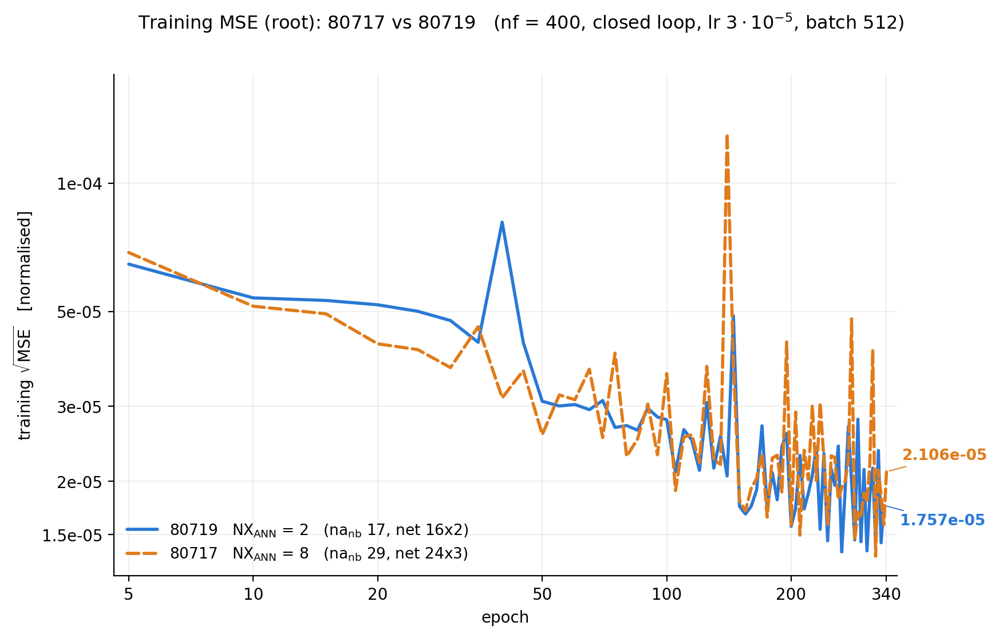 Training MSE (root): 80717 vs 80719   (nf = 400, closed loop, lr 3 · 10⁻⁵, batch 512)
1e-04
5e-05
3e-05
2e-05
1.5e-05
training √MSE   [normalised]
2.106e-05
1.757e-05
80719   NX_ANN = 2   (na_nb 17, net 16x2)
80717   NX_ANN = 8   (na_nb 29, net 24x3)
5 10 20 50 100 200 340
epoch